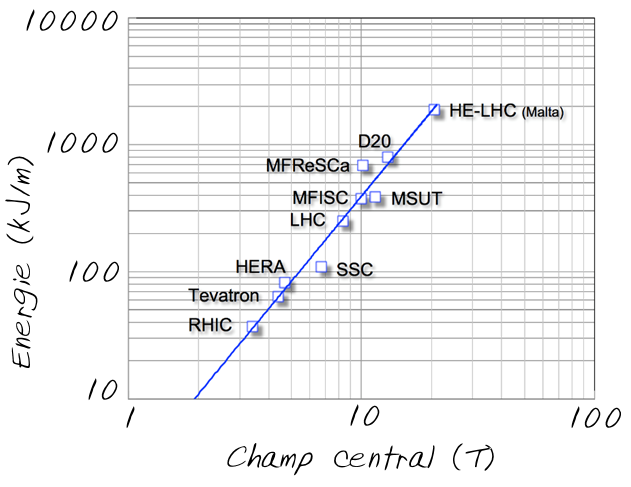 10000
1000
100
10
1
10
100
Energie (kJ/m)
Champ central (T)
HE-LHC (Malta)
D20
MFReSCa
MFISC
MSUT
LHC
HERA
SSC
Tevatron
RHIC